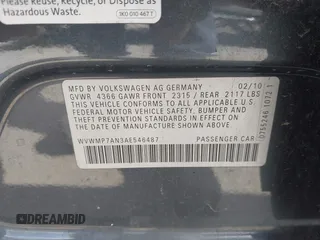 Please reuse, Recycle, or Dispose as
Hazardous Waste.
MFD. BY VOLKSWAGEN AG GERMANY 02/10
GVWR 4366 GAWR FRONT 2315 / REAR 2117 LBS
THIS VEHICLE CONFORMS TO ALL APPLICABLE U.S.
FEDERAL MOTOR VEHICLE SAFETY, BUMPER AND
THEFT PREVENTION STANDARDS IN EFFECT ON THE
DATE OF MANUFACTURE SHOWN ABOVE.
PASSENGER CAR
DREAMBID